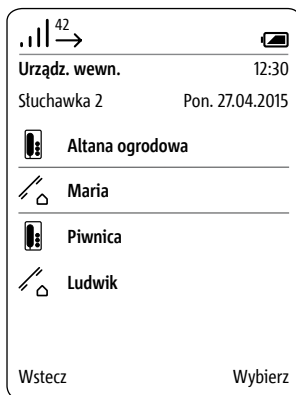 42
Urządz. wewn. 12:30
Słuchawka 2 Pon. 27.04.2015
Altana ogrodowa
Maria
Piwnica
Ludwik
Wstecz Wybierz